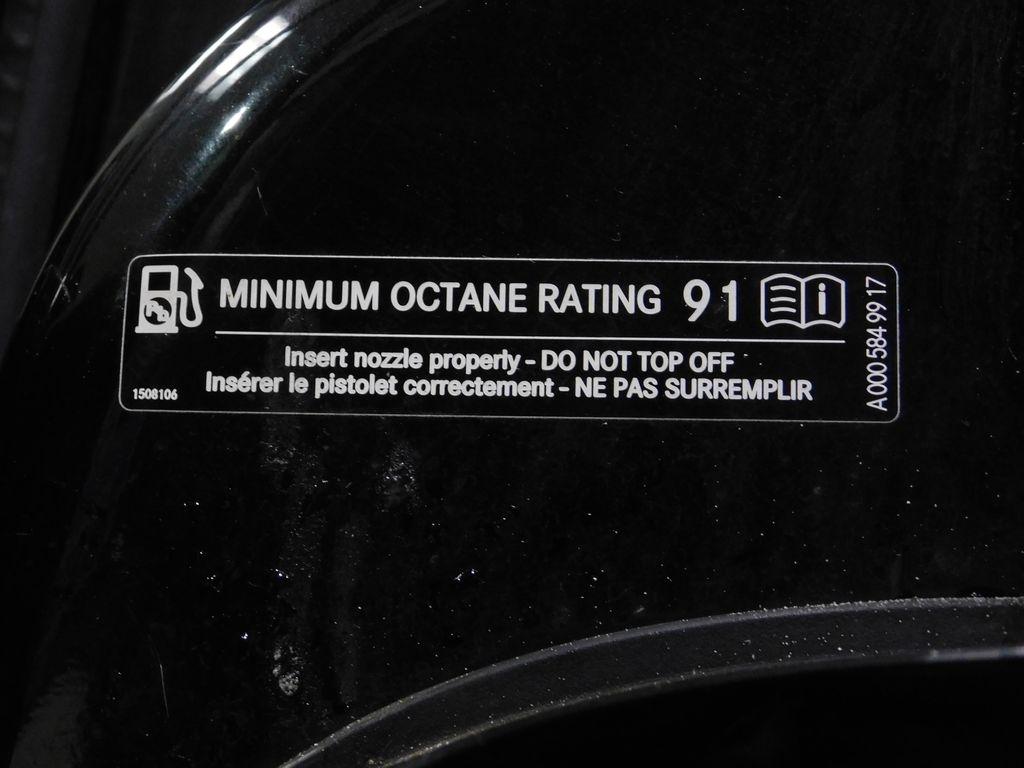 MINIMUM OCTANE RATING 91
Insert nozzle properly - DO NOT TOP OFF
Insérer le pistolet correctement - NE PAS SURREMPLIR
1508106
A 000 584 99 17